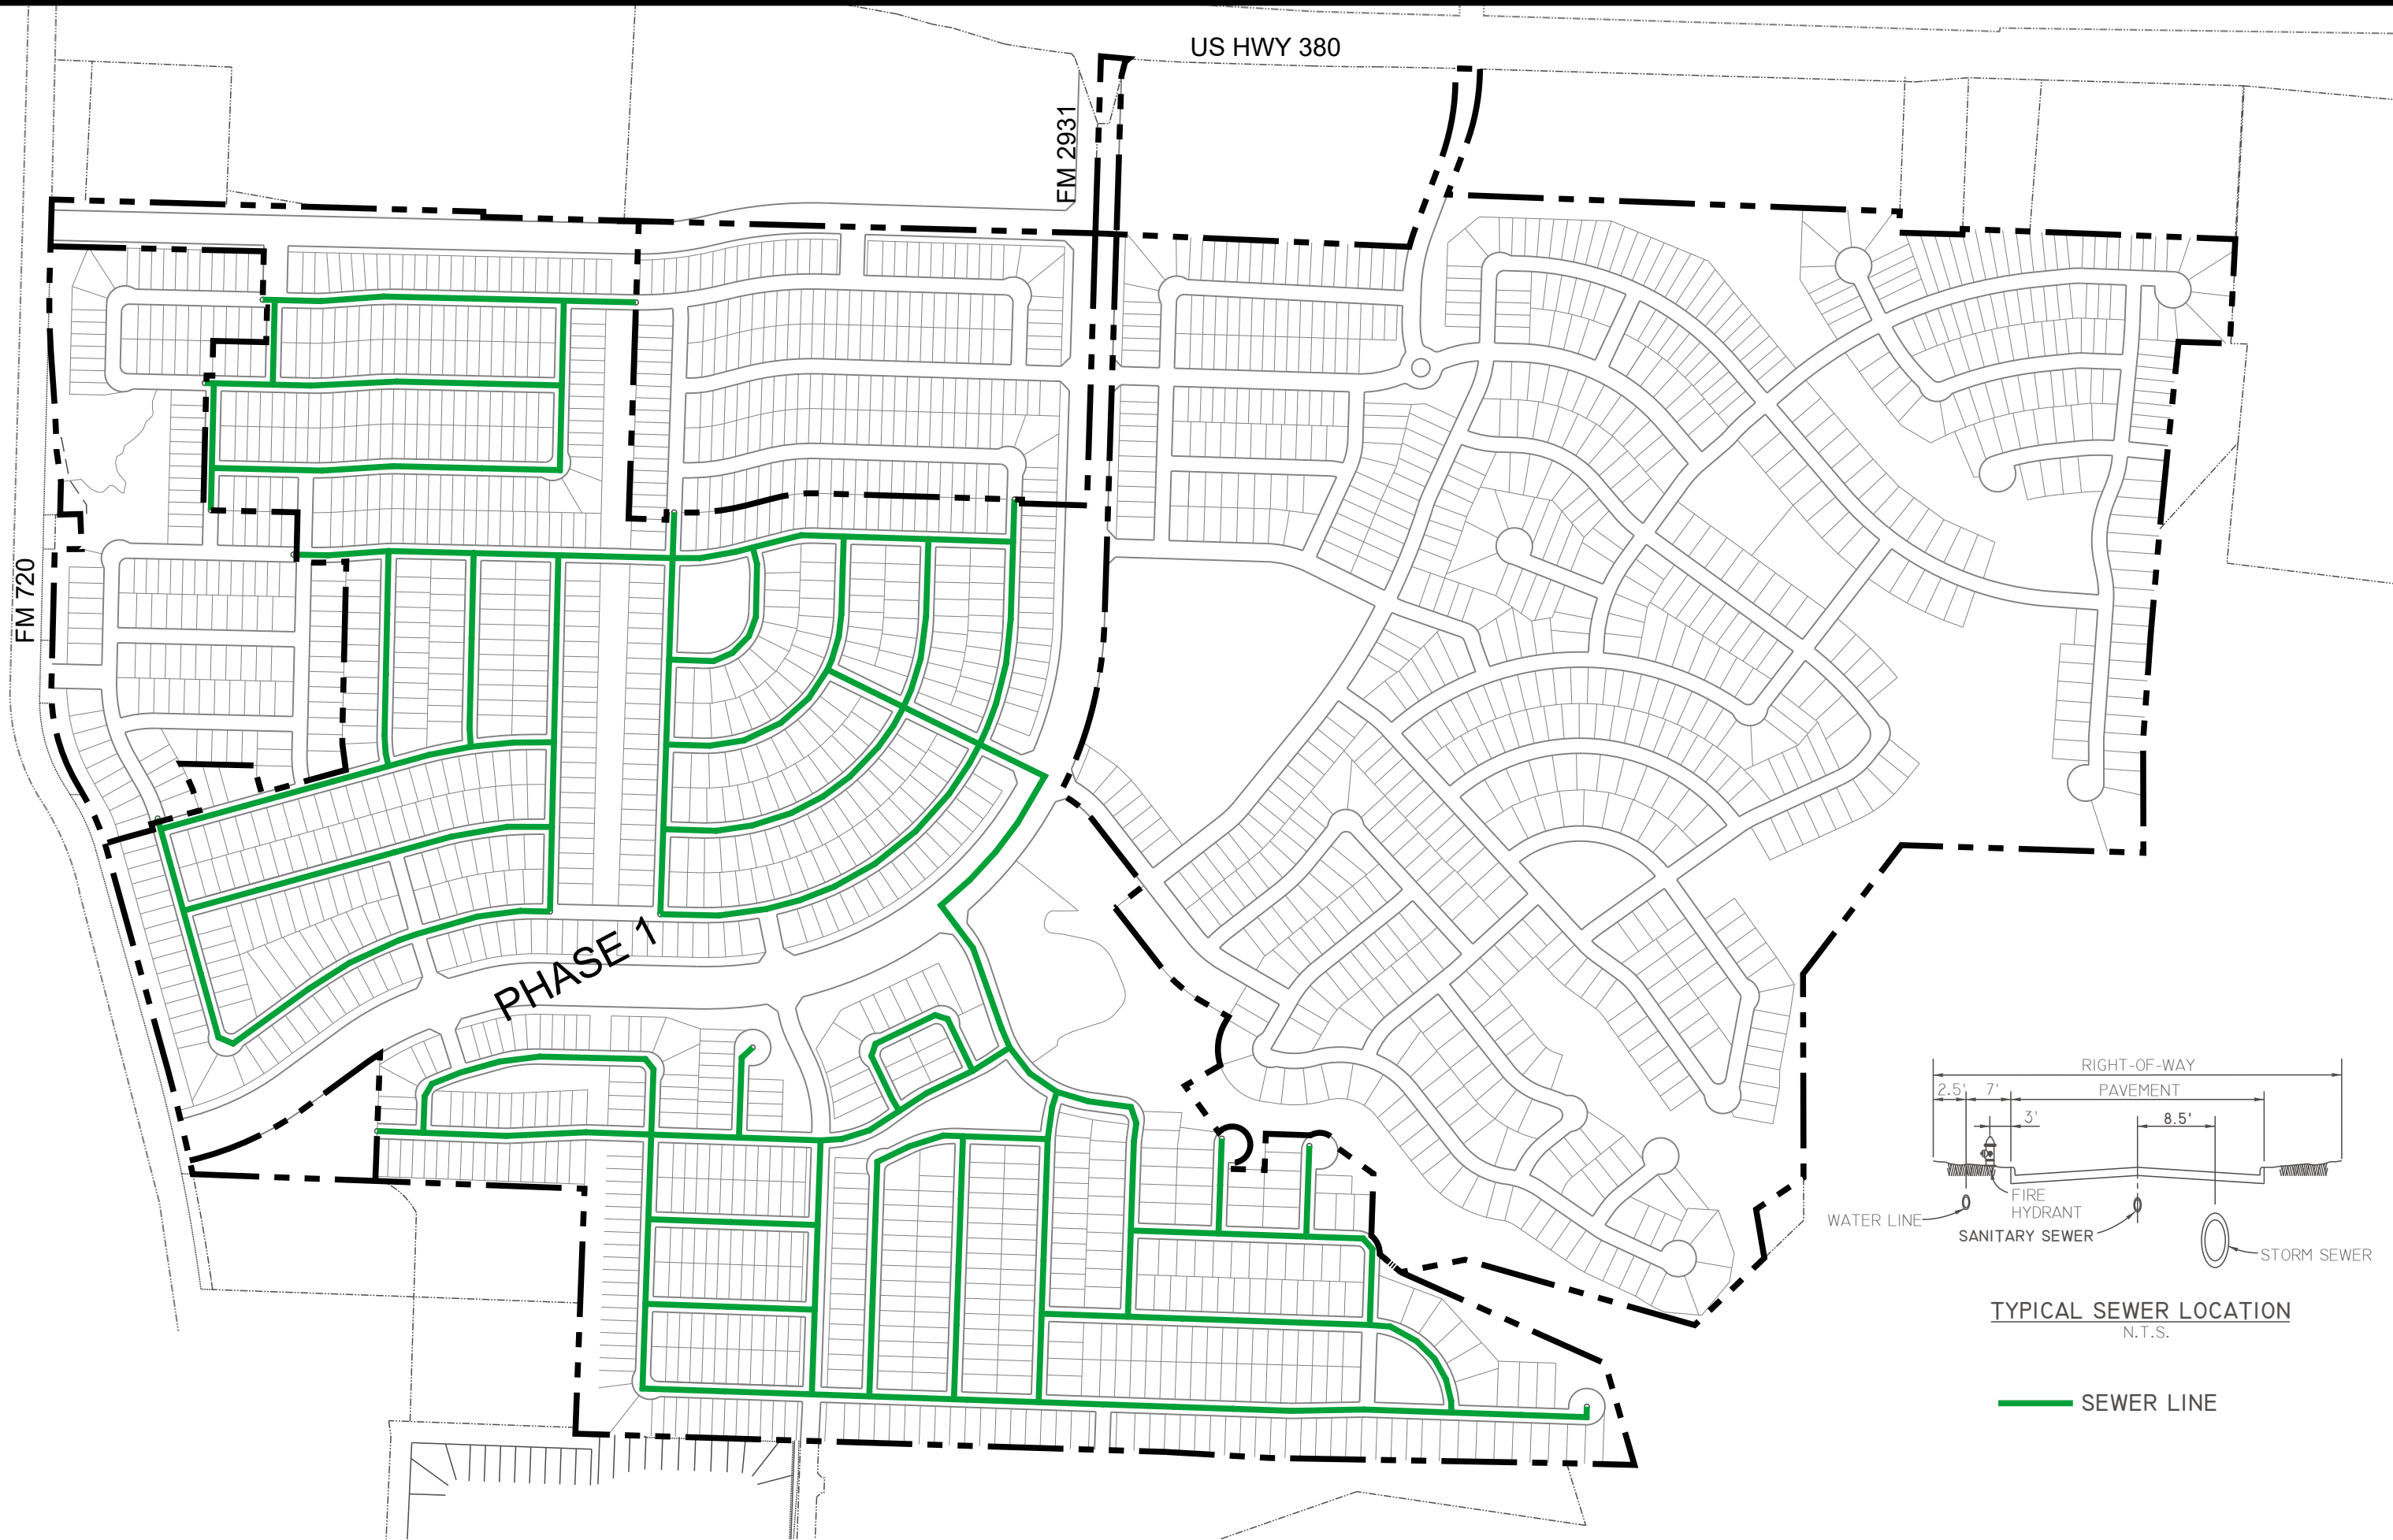 US HWY 380
FM 2931
FM 720
PHASE 1
RIGHT-OF-WAY
2.5'
7'
PAVEMENT
3'
8.5'
FIRE
HYDRANT
WATER LINE
SANITARY SEWER
STORM SEWER
TYPICAL SEWER LOCATION
N.T.S.
SEWER LINE